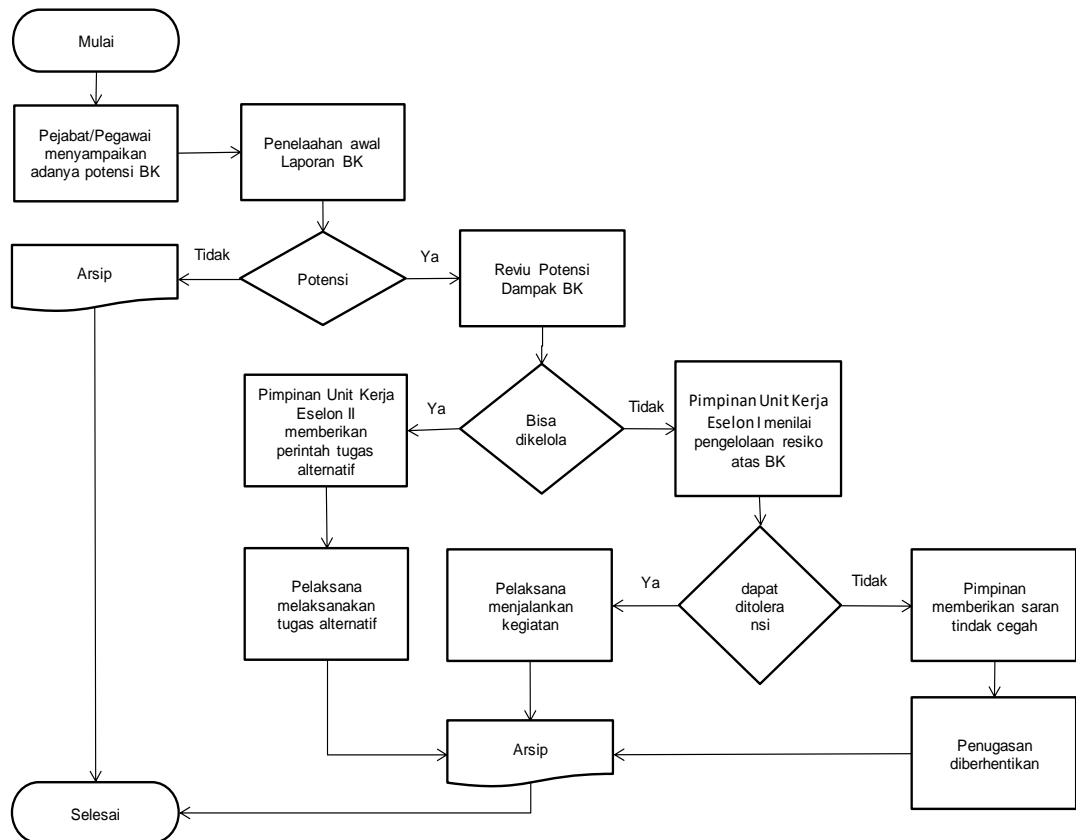 Mulai
Pejabat/Pegawai
menyampaikan
adanya potensi BK
Penelaahan awal
Laporan BK
Arsip
Tidak
Potensi
Ya
Reviu Potensi
Dampak BK
Pimpinan Unit Kerja
Eselon II
memberikan
perintah tugas
alternatif
Ya
Bisa
dikelola
Tidak
Pimpinan Unit Kerja
Eselon I menilai
pengelolaan resiko
atas BK
Pelaksana
melaksanakan
tugas alternatif
Pelaksana
menjalankan
kegiatan
Ya
dapat
ditolera
nsi
Tidak
Pimpinan
memberikan saran
tindak cegah
Arsip
Penugasan
diberhentikan
Selesai